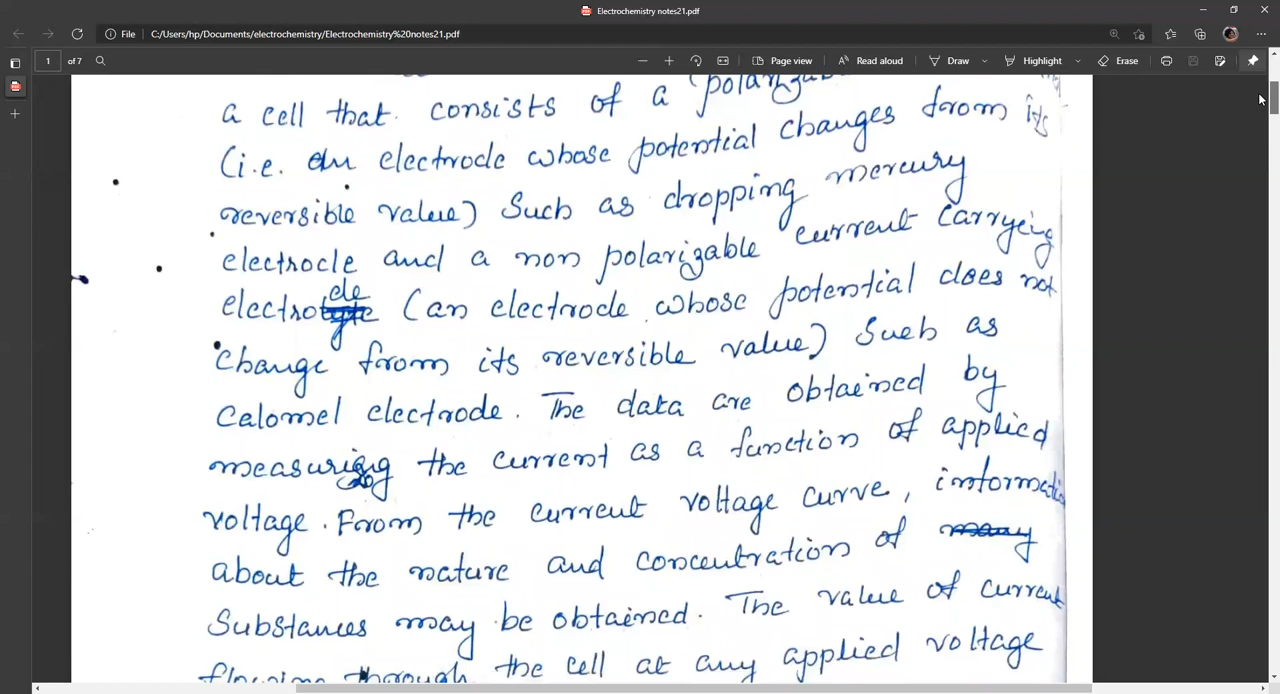 Electrochemistry notes21.pdf
File C:/Users/hp/Documents/electrochemistry/Electrochemistry%20notes21.pdf
1 of 7 Page view Read aloud Draw Highlight Erase
a cell that consists of a (polarizable
(i.e. an electrode whose potential changes from its
reversible value) Such as dropping mercury
electrode and a non polarizable current carrying
electrode (an electrode whose potential does not
change from its reversible value) Such as
Calomel electrode. The data are obtained by
measuring the current as a function of applied
voltage. From the current voltage curve, informati
about the nature and concentration of many
Substances may be obtained. The value of current
flowing through the cell at any applied voltage